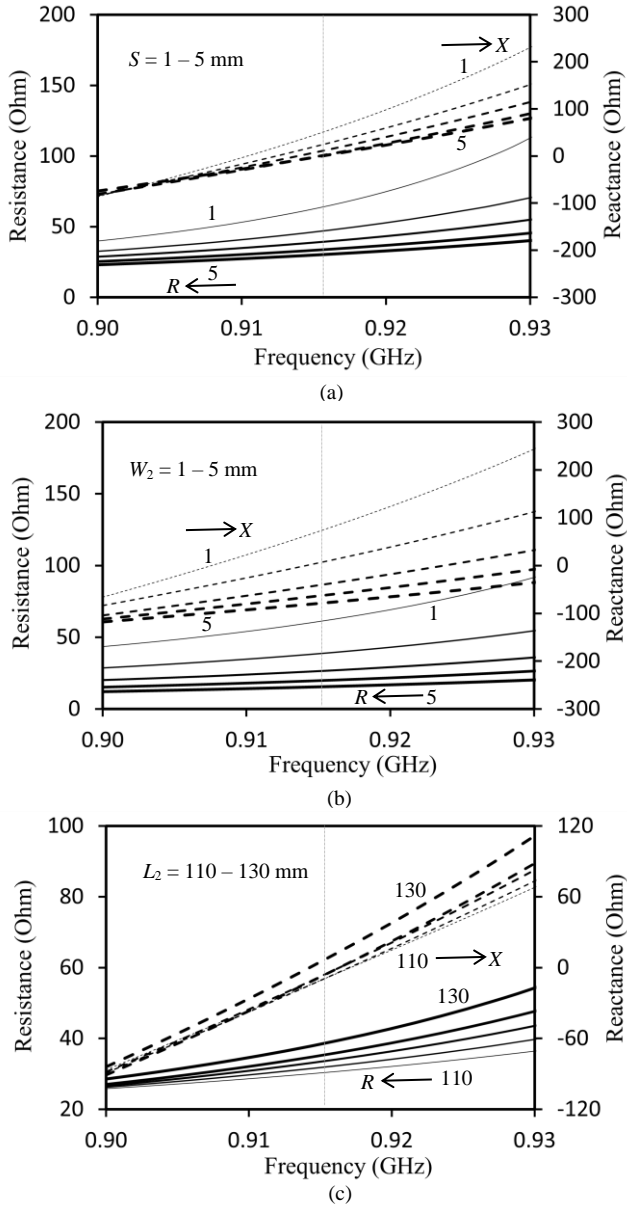 200
150
100
50
0
300
200
100
0
-100
-200
-300
Resistance (Ohm)
Reactance (Ohm)
S = 1 – 5 mm
X
1
5
1
5
R
0.90 0.91 0.92 0.93
Frequency (GHz)
(a)
200
150
100
50
0
300
200
100
0
-100
-200
-300
Resistance (Ohm)
Reactance (Ohm)
W₂ = 1 – 5 mm
X
1
5
1
R
5
0.90 0.91 0.92 0.93
Frequency (GHz)
(b)
100
80
60
40
20
120
60
0
-60
-120
Resistance (Ohm)
Reactance (Ohm)
L₂ = 110 – 130 mm
130
110
X
130
R
110
0.90 0.91 0.92 0.93
Frequency (GHz)
(c)